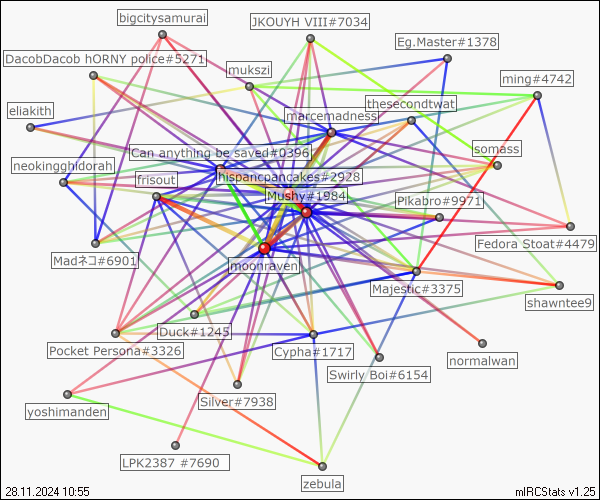 bigcitysamurai
JKOUYH VIII#7034
Eg.Master#1378
DacobDacob hORNY police#5271
mukszi
ming#4742
eliakith
marcemadness
thesecondtwat
somass
Can anything be saved#0396
neokingghidorah
frisout
hispancpancakes#2928
Mushy#1984
Pikabro#9971
Fedora Stoat#4479
Madネコ#6901
moonraven
Majestic#3375
shawntee9
Duck#1245
Pocket Persona#3326
Cypha#1717
normalwan
Swirly Boi#6154
yoshimanden
Silver#7938
LPK2387 #7690
zebula
28.11.2024 10:55
mIRCStats v1.25